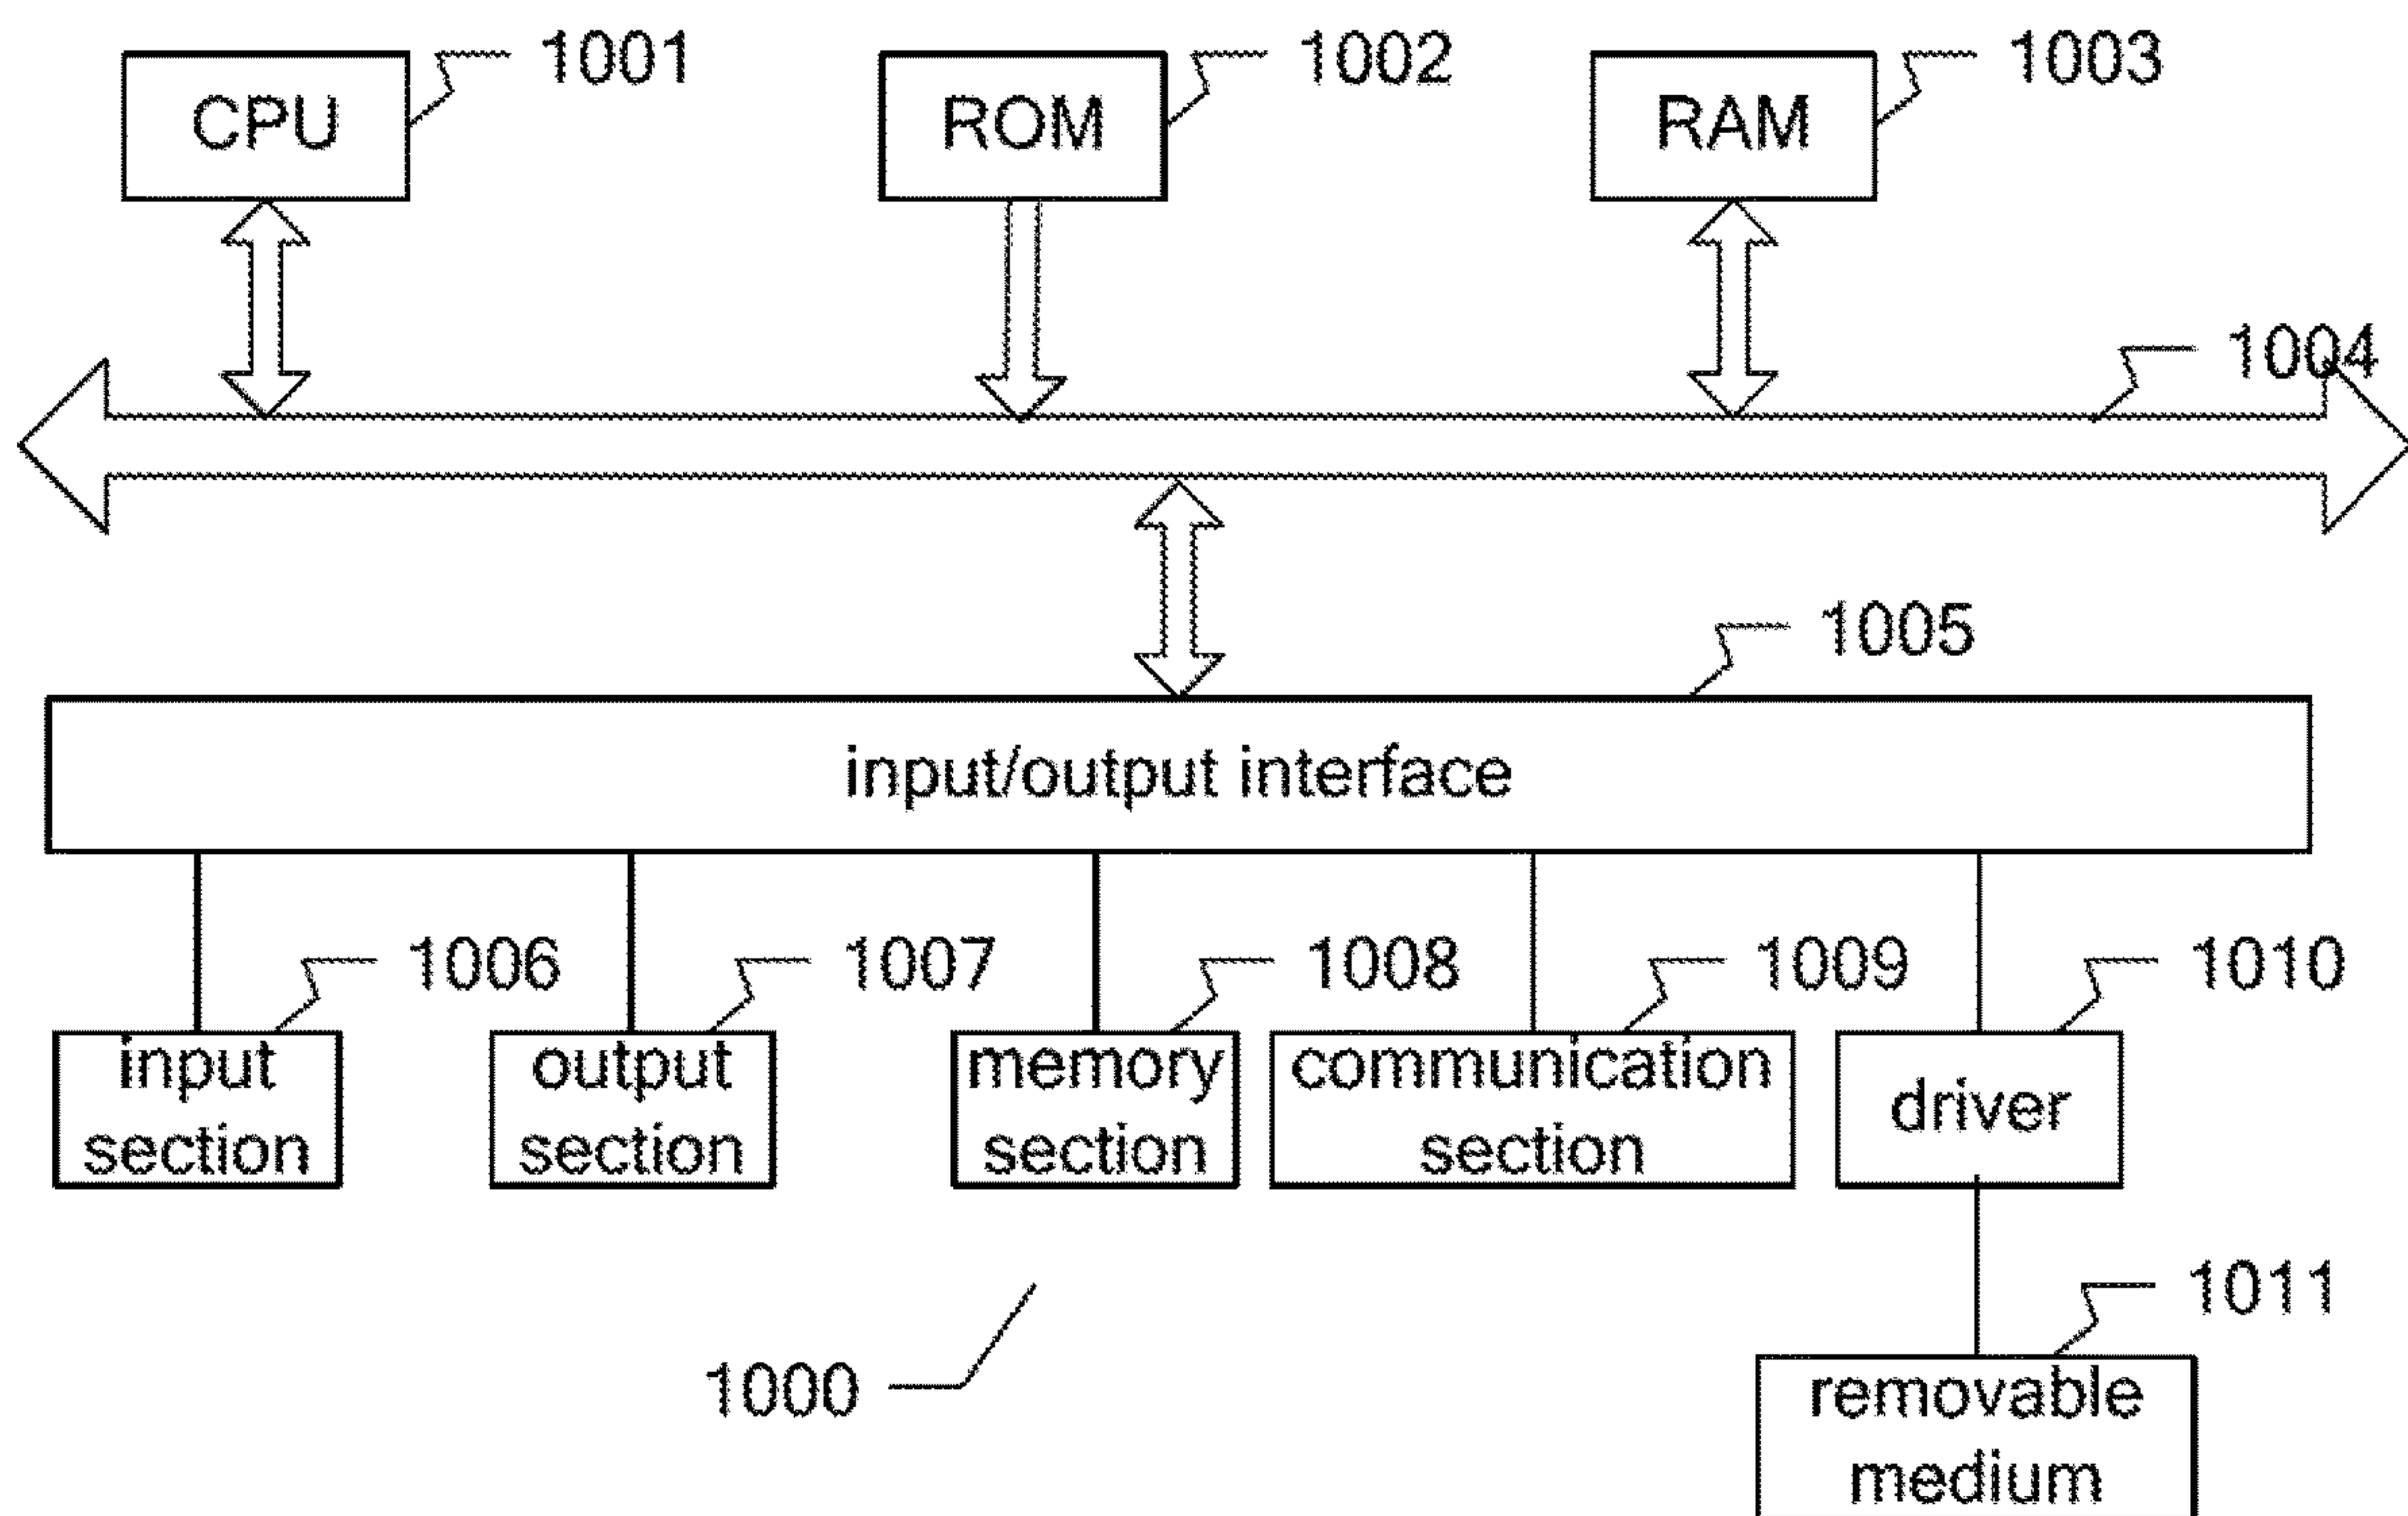 1001
1002
1003
CPU
ROM
RAM
1004
1005
input/output interface
1006
1007
1008
1009
1010
input
section
output
section
memory
section
communication
section
driver
1011
1000
removable
medium